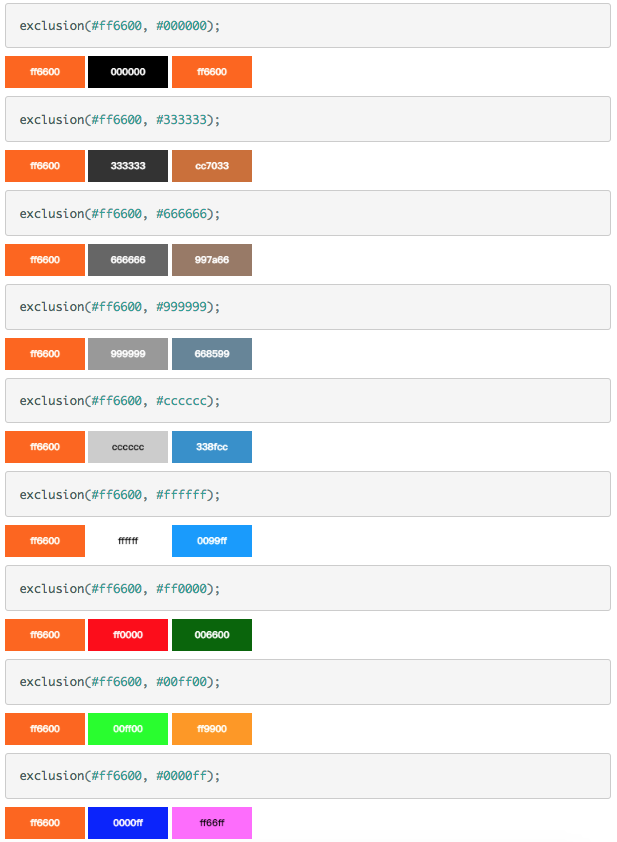 exclusion(#ff6600, #000000);
ff6600 000000 ff6600
exclusion(#ff6600, #333333);
ff6600 333333 cc7033
exclusion(#ff6600, #666666);
ff6600 666666 997a66
exclusion(#ff6600, #999999);
ff6600 999999 668599
exclusion(#ff6600, #cccccc);
ff6600 cccccc 338fcc
exclusion(#ff6600, #ffffff);
ff6600 ffffff 0099ff
exclusion(#ff6600, #ff0000);
ff6600 ff0000 006600
exclusion(#ff6600, #00ff00);
ff6600 00ff00 ff9900
exclusion(#ff6600, #0000ff);
ff6600 0000ff ff66ff